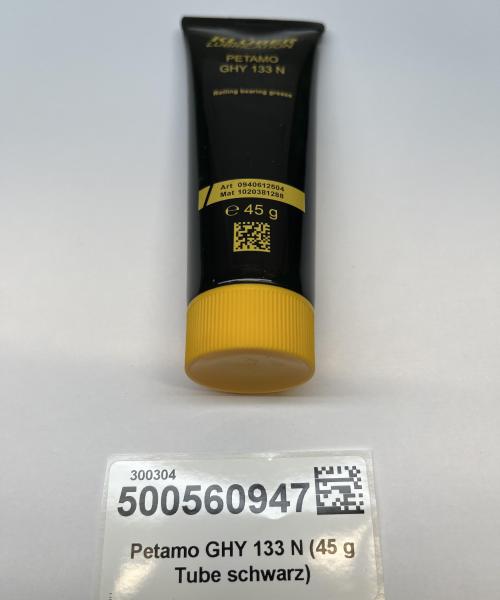 KLÜBER
LUBRICATION
PETAMO
GHY 133 N
Rolling bearing grease
Art 0940612504
Mat 1020381288
℮ 45 g
300304
500560947
Petamo GHY 133 N (45 g
Tube schwarz)